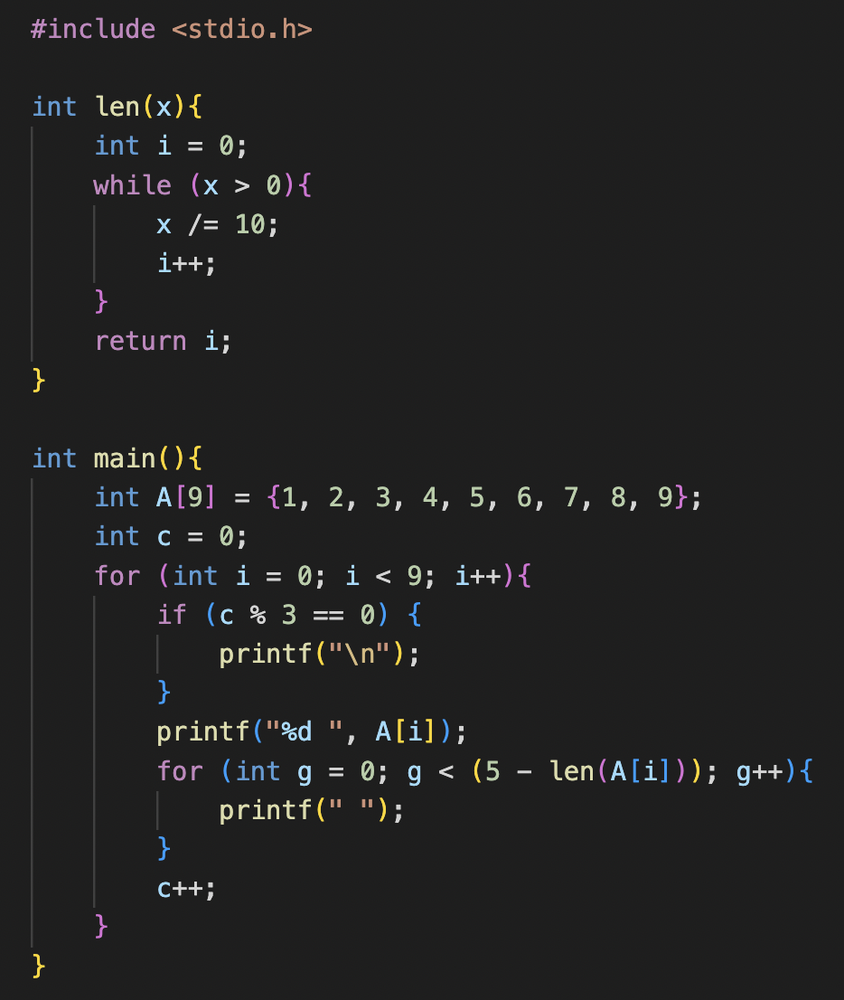 #include <stdio.h>

int len(x){
    int i = 0;
    while (x > 0){
        x /= 10;
        i++;
    }
    return i;
}

int main(){
    int A[9] = {1, 2, 3, 4, 5, 6, 7, 8, 9};
    int c = 0;
    for (int i = 0; i < 9; i++){
        if (c % 3 == 0) {
            printf("\n");
        }
        printf("%d ", A[i]);
        for (int g = 0; g < (5 - len(A[i])); g++){
            printf(" ");
        }
        c++;
    }
}